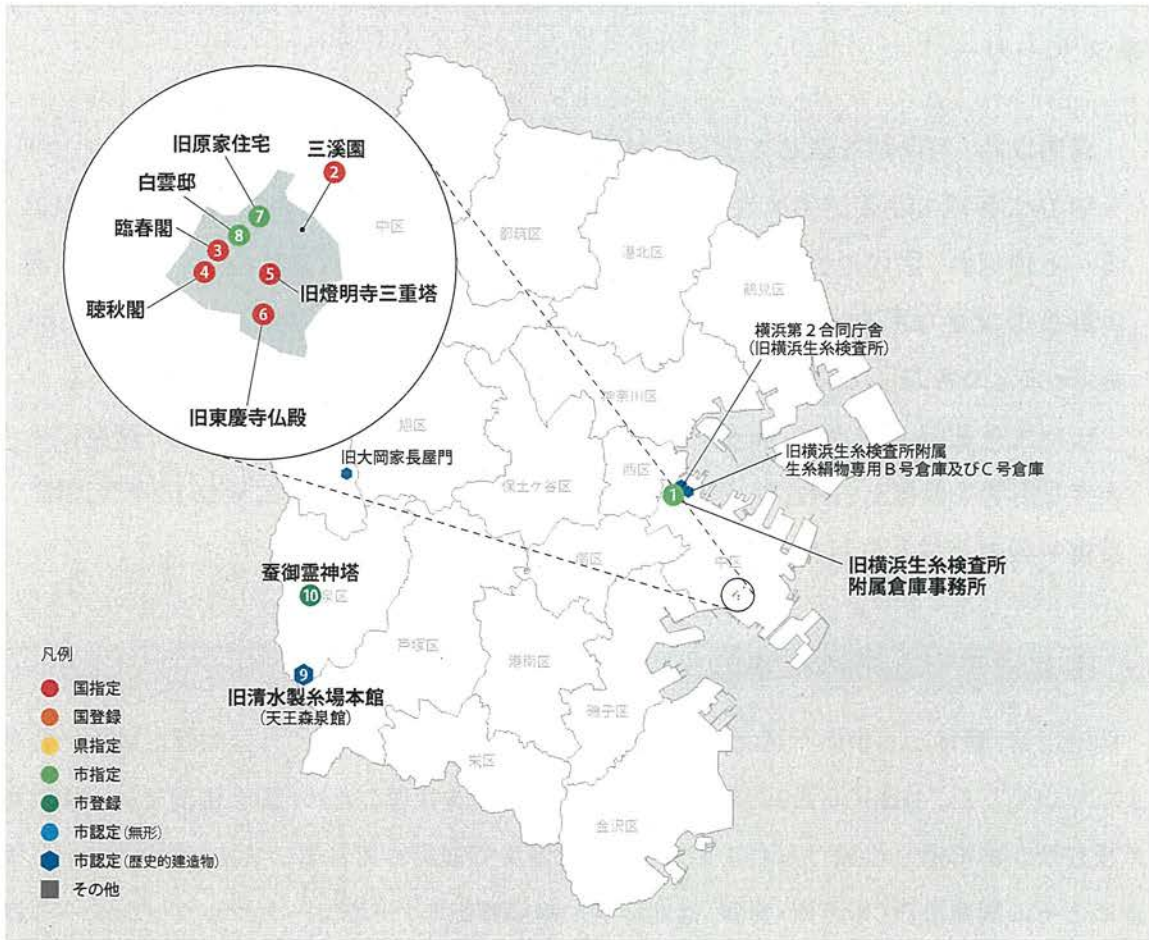 旧原家住宅
三溪園
2
白雲邸
7
8
臨春閣
3
4
5
聴秋閣
旧燈明寺三重塔
6
旧東慶寺仏殿
中区
都筑区
港北区
鶴見区
横浜第2合同庁舎
(旧横浜生糸検査所)
神奈川区
旭区
旧大岡家長屋門
西区
保土ケ谷区
旧横浜生糸検査所附属
生糸絹物専用B号倉庫及びC号倉庫
1
南区
中区
旧横浜生糸検査所
附属倉庫事務所
蚕御霊神塔
10
泉区
戸塚区
港南区
磯子区
9
旧清水製糸場本館
(天王森泉館)
栄区
金沢区
凡例
国指定
国登録
県指定
市指定
市登録
市認定(無形)
市認定(歴史的建造物)
その他